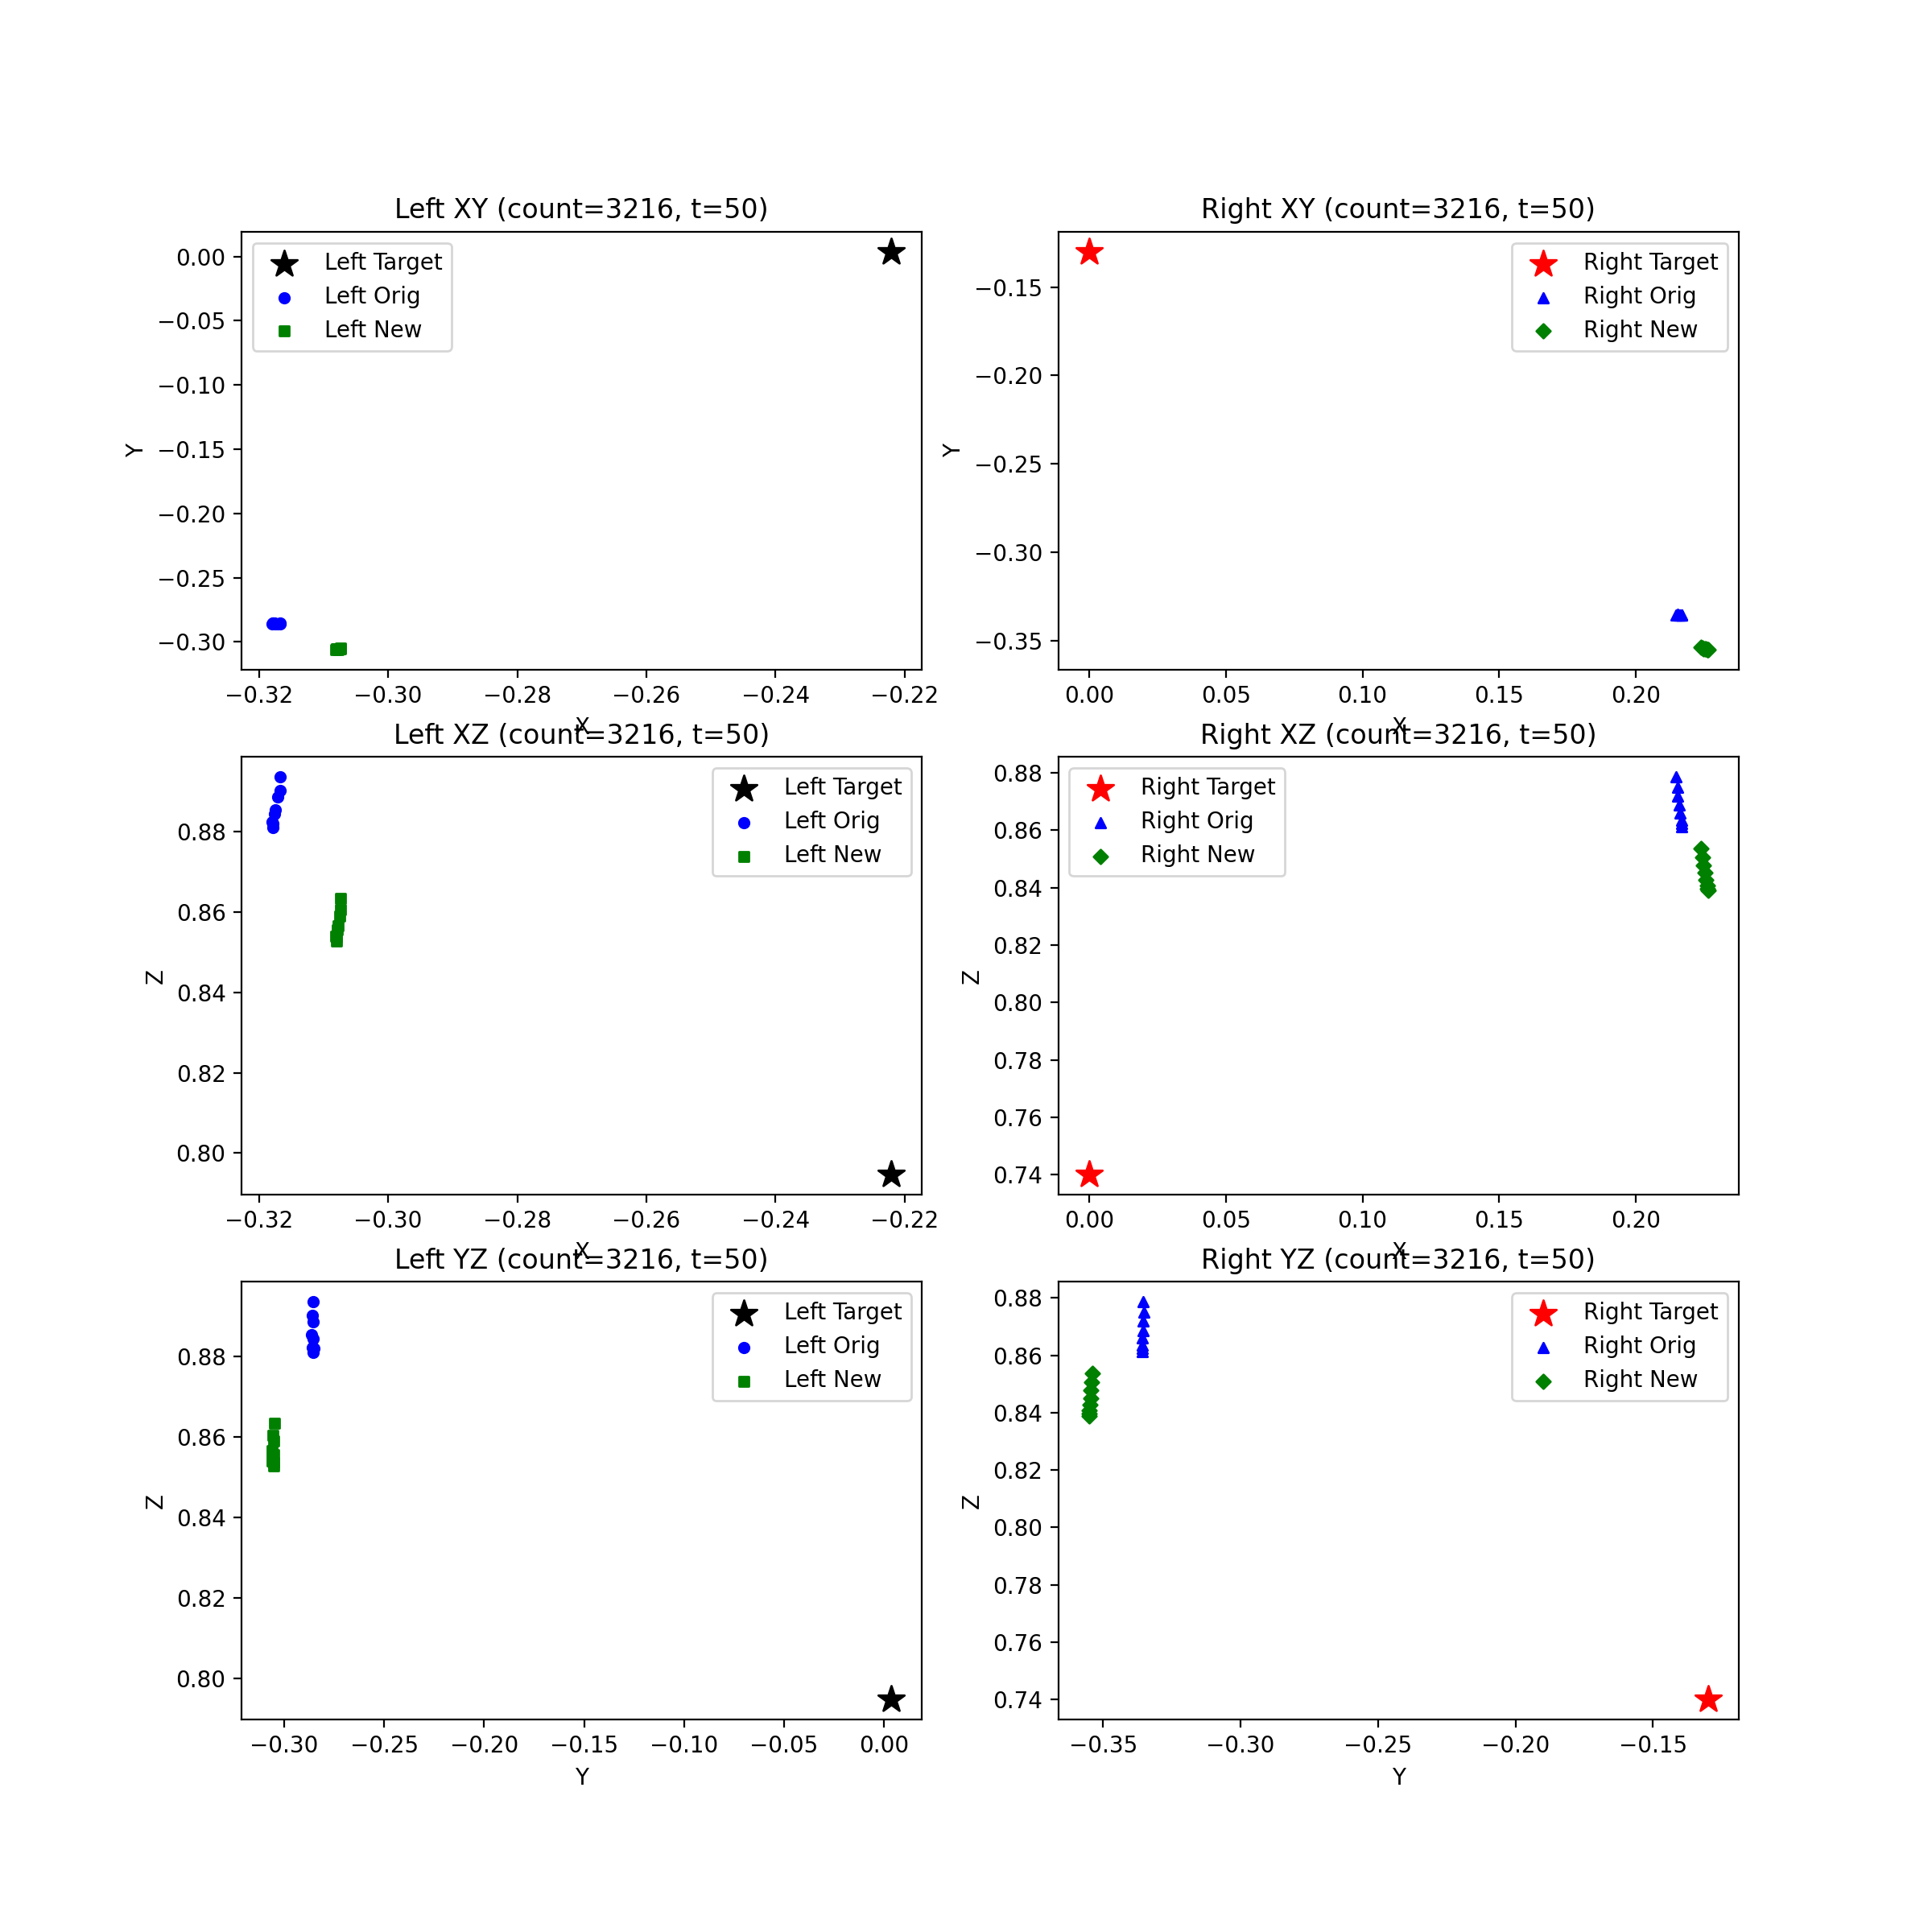 Left XY (count=3216, t=50)
Left Target
Left Orig
Left New
0.00
−0.05
−0.10
−0.15
−0.20
−0.25
−0.30
Y
−0.32
−0.30
−0.28
−0.26
−0.24
−0.22
X
Right XY (count=3216, t=50)
Right Target
Right Orig
Right New
−0.15
−0.20
−0.25
−0.30
−0.35
Y
0.00
0.05
0.10
0.15
0.20
X
Left XZ (count=3216, t=50)
Left Target
Left Orig
Left New
0.88
0.86
0.84
0.82
0.80
Z
−0.32
−0.30
−0.28
−0.26
−0.24
−0.22
X
Right XZ (count=3216, t=50)
Right Target
Right Orig
Right New
0.88
0.86
0.84
0.82
0.80
0.78
0.76
0.74
Z
0.00
0.05
0.10
0.15
0.20
X
Left YZ (count=3216, t=50)
Left Target
Left Orig
Left New
0.88
0.86
0.84
0.82
0.80
Z
−0.30
−0.25
−0.20
−0.15
−0.10
−0.05
0.00
Y
Right YZ (count=3216, t=50)
Right Target
Right Orig
Right New
0.88
0.86
0.84
0.82
0.80
0.78
0.76
0.74
Z
−0.35
−0.30
−0.25
−0.20
−0.15
Y